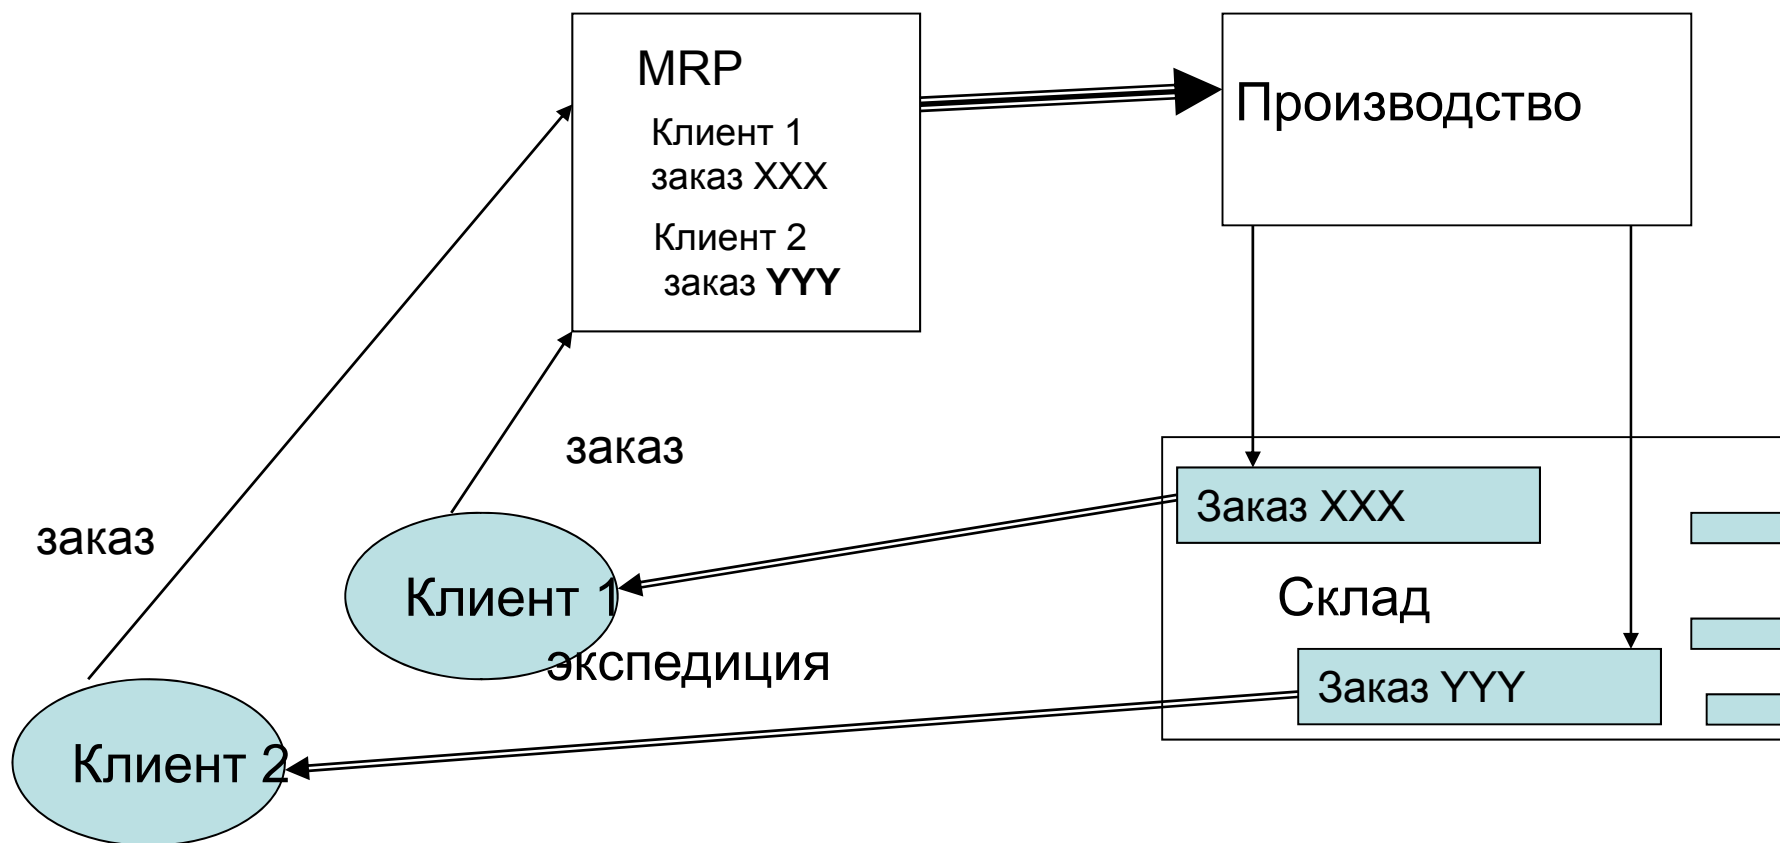 MRP
Клиент 1
заказ XXX
Клиент 2
заказ YYY
Производство
заказ
заказ
Заказ XXX
Клиент 1
Склад
экспедиция
Заказ YYY
Клиент 2